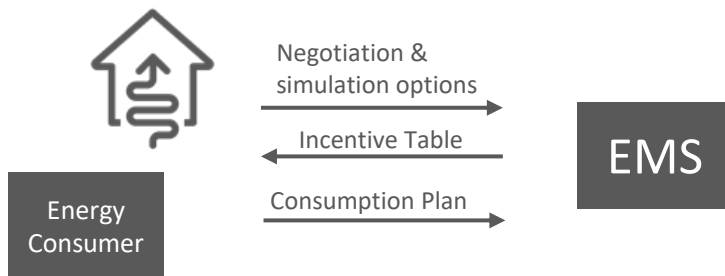 Negotiation &
simulation options
Incentive Table
EMS
Consumption Plan
Energy
Consumer